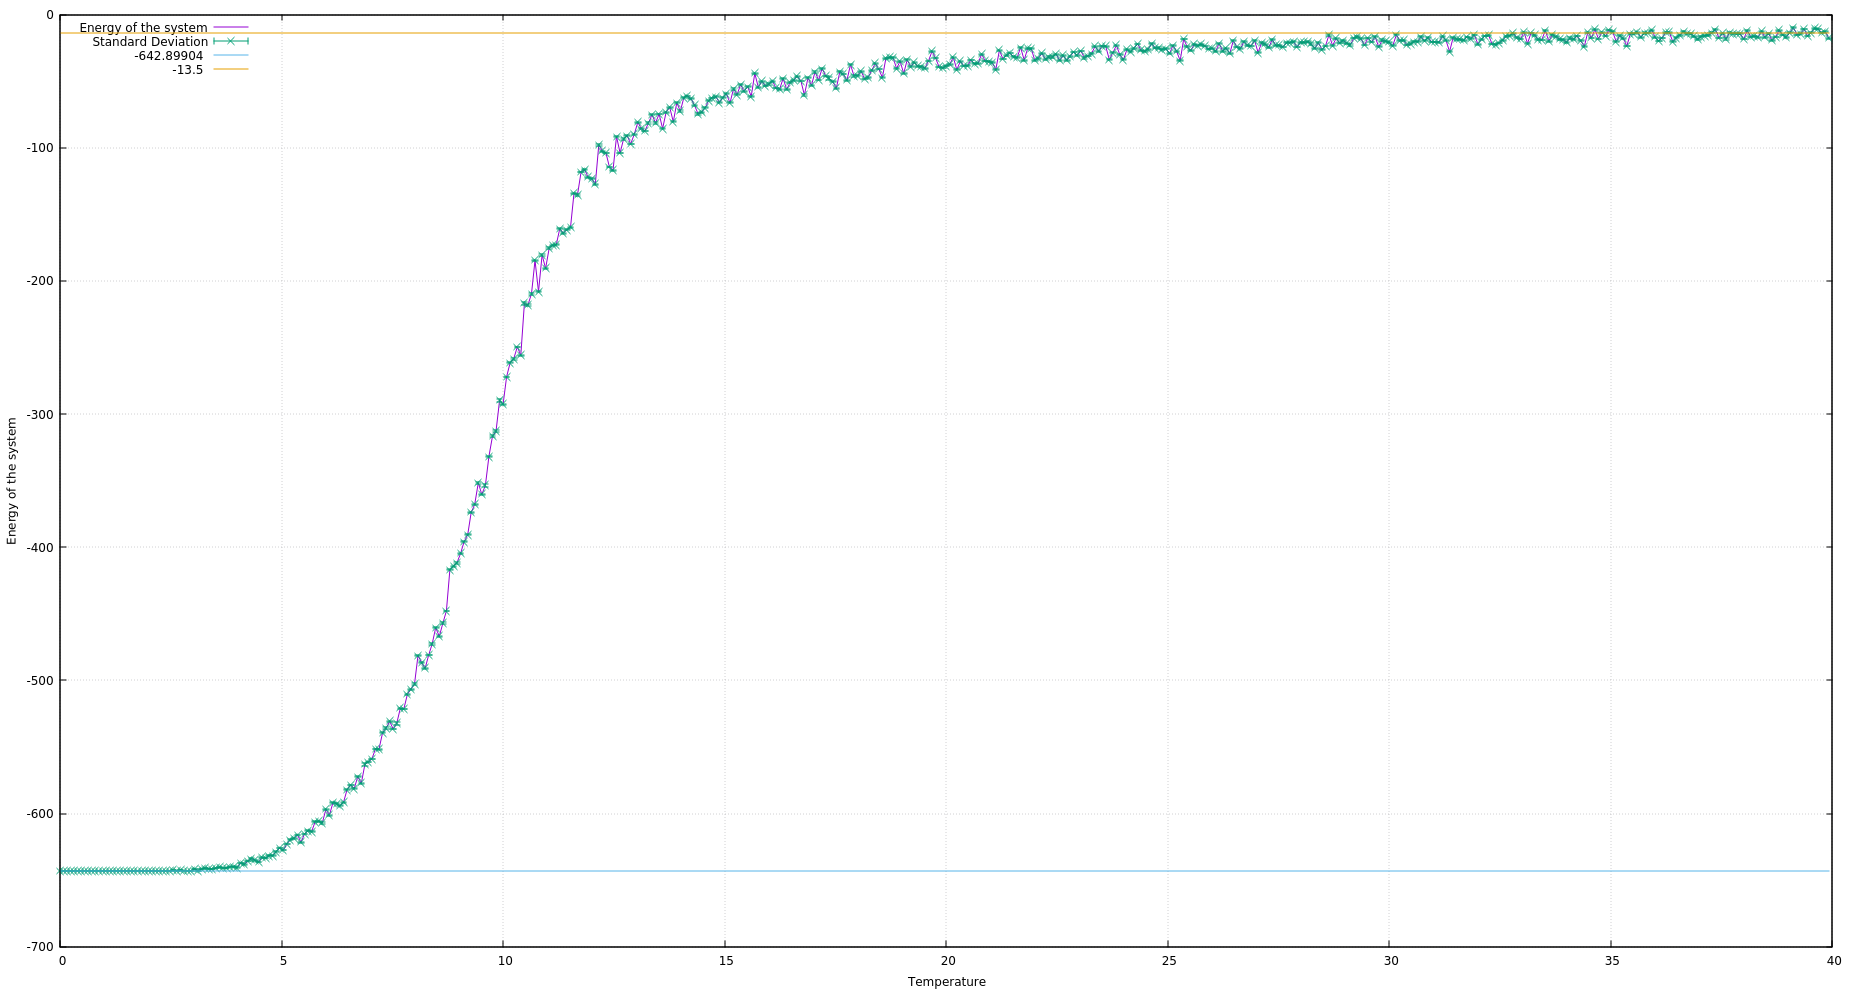 Energy of the system
Standard Deviation
-642.89904
-13.5
0
-100
-200
-300
-400
-500
-600
-700
Energy of the system
0 5 10 15 20 25 30 35 40
Temperature